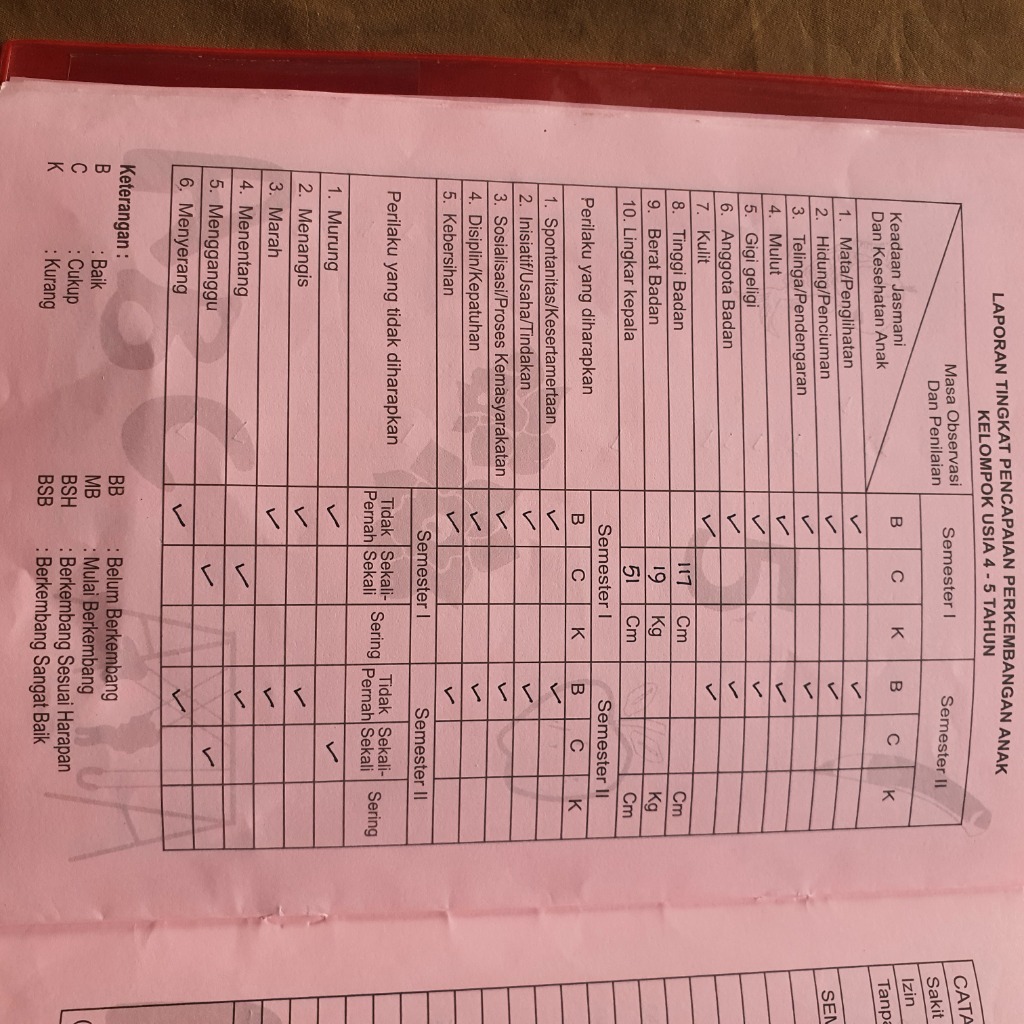 LAPORAN TINGKAT PENCAPAIAN PERKEMBANGAN ANAK
KELOMPOK USIA 4 - 5 TAHUN
Masa Observasi Dan Penilaian Semester I Semester II
Keadaan Jasmani Dan Kesehatan Anak B C K B C K
1. Mata/Penglihatan ✓ ✓
2. Hidung/Penciuman ✓ ✓
3. Telinga/Pendengaran ✓ ✓
4. Mulut ✓ ✓
5. Gigi geligi ✓ ✓
6. Anggota Badan ✓ ✓
7. Kulit ✓ ✓
8. Tinggi Badan 117 Cm Cm
9. Berat Badan 19 Kg Kg
10. Lingkar kepala 51 Cm Cm
Perilaku yang diharapkan Semester I Semester II
B C K B C K
1. Spontanitas/Kesertamertaan ✓ ✓
2. Inisiatif/Usaha/Tindakan ✓ ✓
3. Sosialisasi/Proses Kemasyarakatan ✓ ✓
4. Disiplin/Kepatuhan ✓ ✓
5. Kebersihan ✓ ✓
Perilaku yang tidak diharapkan Semester I Semester II
Tidak Pernah Sekali-Sekali Sering Tidak Pernah Sekali-Sekali Sering
1. Murung ✓ ✓
2. Menangis ✓ ✓
3. Marah ✓ ✓
4. Menentang ✓ ✓
5. Mengganggu ✓ ✓
6. Menyerang ✓ ✓
Keterangan :
B : Baik BB : Belum Berkembang
C : Cukup MB : Mulai Berkembang
K : Kurang BSH : Berkembang Sesuai Harapan
BSB : Berkembang Sangat Baik
CATA
Sakit
Izin
Tanpa
SEM